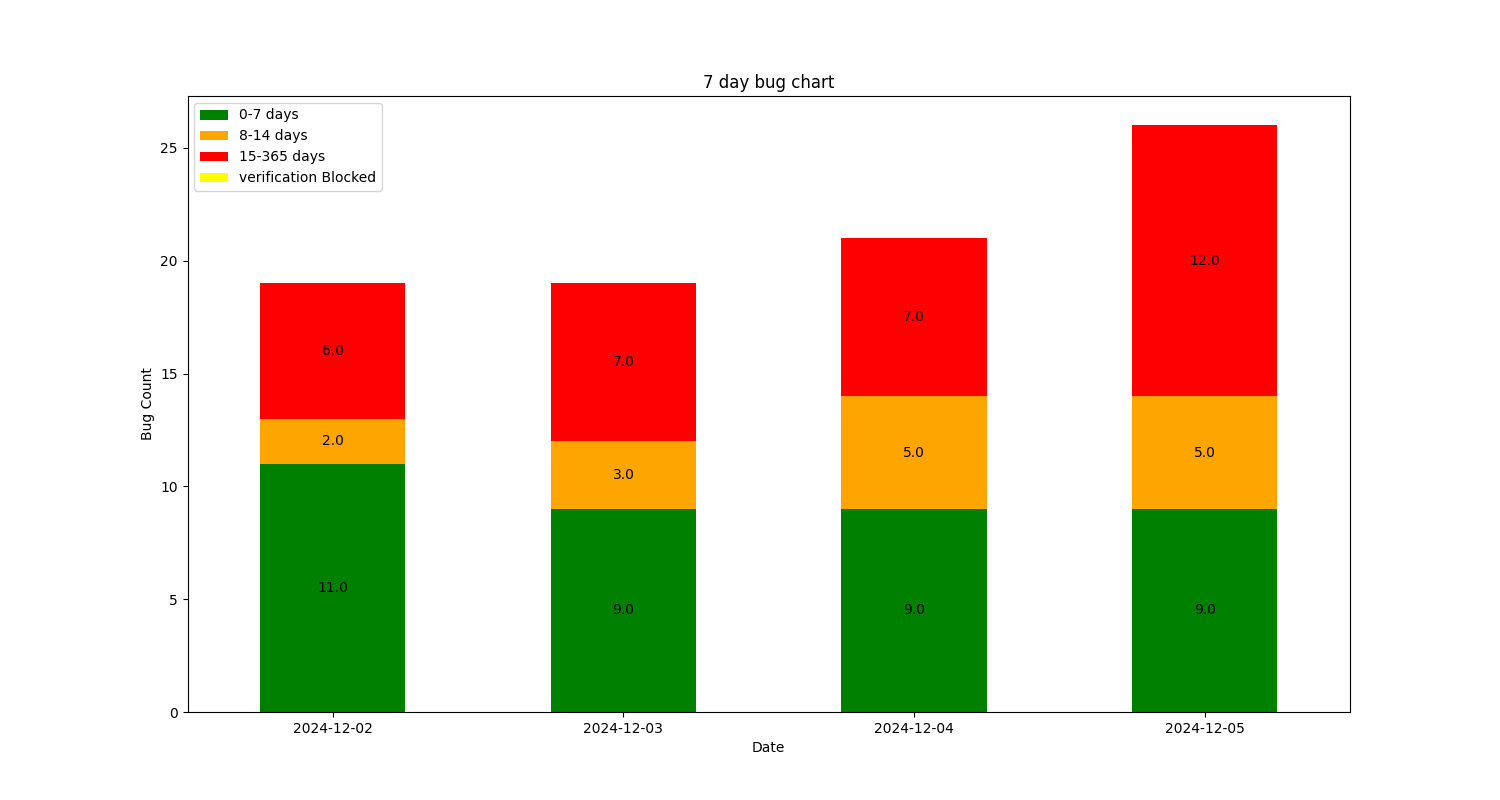 7 day bug chart
0-7 days
8-14 days
15-365 days
verification Blocked
25
20
15
10
5
0
Bug Count
6.0
2.0
11.0
7.0
3.0
9.0
7.0
5.0
9.0
12.0
5.0
9.0
2024-12-02 2024-12-03 2024-12-04 2024-12-05
Date